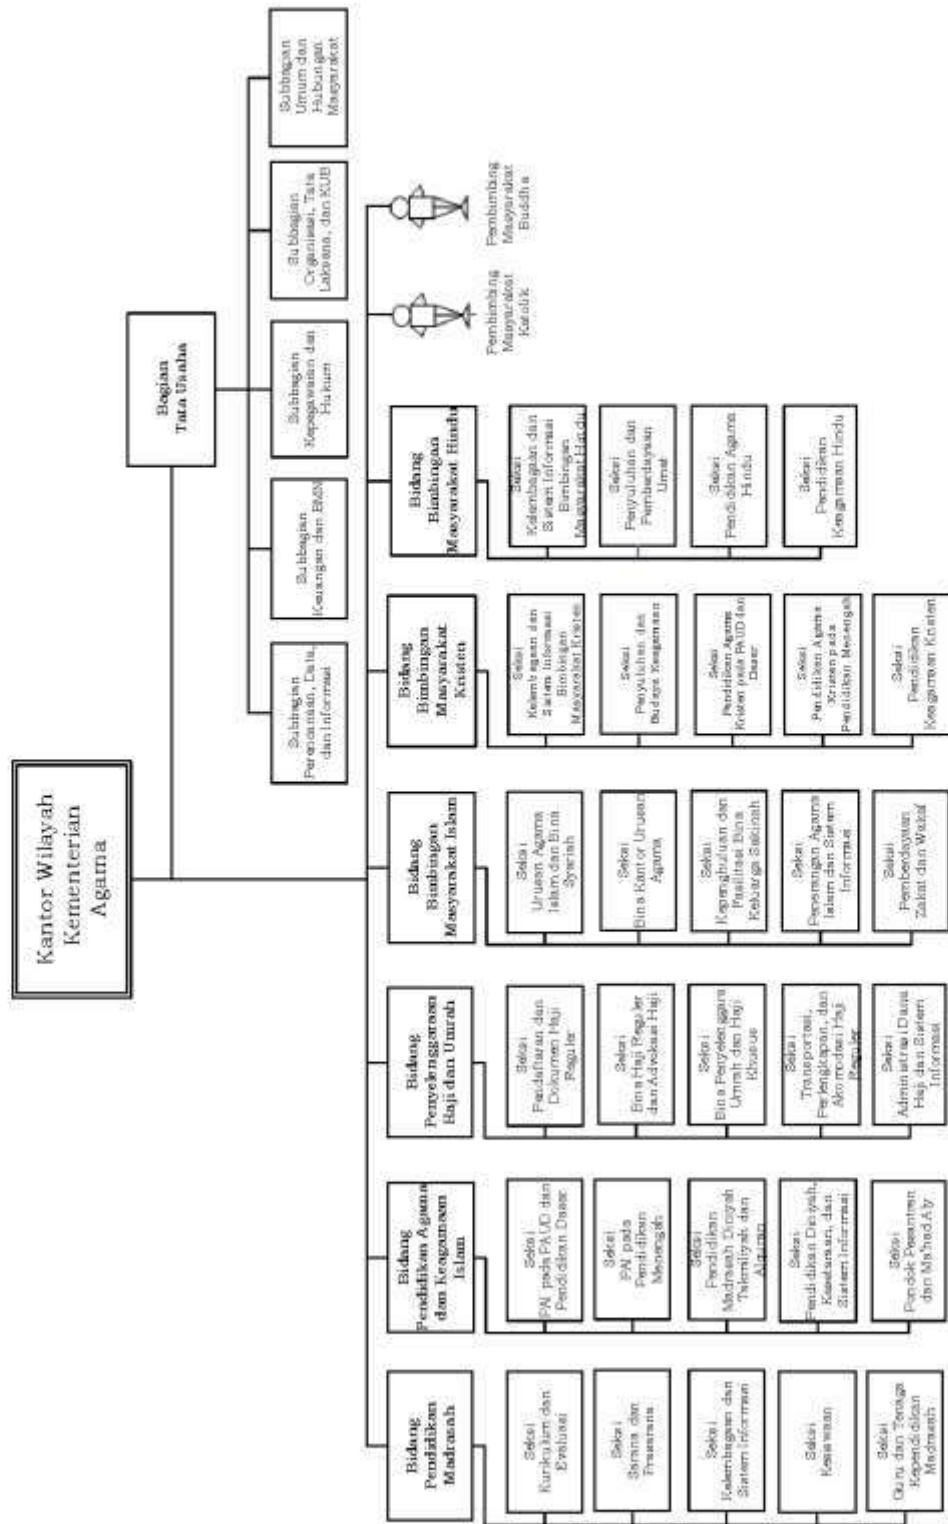 Kantor Wilayah
Kementerian
Agama
Bagian
Tata Usaha
Subbagian
Perencanaan, Data,
dan Informasi
Subbagian
Keuangan dan BMN
Subbagian
Kepegawaian dan
Hukum
Subbagian
Organisasi, Tata
Laksana, dan KUB
Subbagian
Umum dan
Hubungan
Masyarakat
Bidang
Pendidikan
Madrasah
Seksi
Kurikulum dan
Evaluasi
Seksi
Sarana dan
Prasarana
Seksi
Kelembagaan dan
Sistem Informasi
Seksi
Kesiswaan
Seksi
Guru dan Tenaga
Kependidikan
Madrasah
Bidang
Pendidikan Agama
dan Keagamaan
Islam
Seksi
PAI pada PAUD dan
Pendidikan Dasar
Seksi
PAI pada
Pendidikan
Menengah
Seksi
Pendidikan
Madrasah Diniyah
Takmiliyah dan
Alquran
Seksi
Pendidikan Diniyah,
Kesetaraan, dan
Sistem Informasi
Seksi
Pondok Pesantren
dan Ma'had Aly
Bidang
Penyelenggaraan
Haji dan Umrah
Seksi
Pendaftaran dan
Dokumen Haji
Reguler
Seksi
Bina Haji Reguler
dan Advokasi Haji
Seksi
Bina Penyelenggara
Umrah dan Haji
Khusus
Seksi
Transportasi,
Perlengkapan, dan
Akomodasi Haji
Reguler
Seksi
Administrasi Dana
Haji dan Sistem
Informasi
Bidang
Bimbingan
Masyarakat Islam
Seksi
Urusan Agama
Islam dan Bina
Syariah
Seksi
Bina Kantor Urusan
Agama
Seksi
Kepenghuluan dan
Fasilitasi Bina
Keluarga Sakinah
Seksi
Penerangan Agama
Islam dan Sistem
Informasi
Seksi
Pemberdayaan
Zakat dan Wakaf
Bidang
Bimbingan
Masyarakat
Kristen
Seksi
Kelembagaan dan
Sistem Informasi
Bimbingan
Masyarakat Kristen
Seksi
Penyuluhan dan
Budaya Keagamaan
Seksi
Pendidikan Agama
Kristen pada PAUD dan
Dasar
Seksi
Pendidikan Agama
Kristen pada
Pendidikan Menengah
Seksi
Pendidikan
Keagamaan Kristen
Bidang
Bimbingan
Masyarakat Hindu
Seksi
Kelembagaan dan
Sistem Informasi
Bimbingan
Masyarakat Hindu
Seksi
Penyuluhan dan
Pemberdayaan
Umat
Seksi
Pendidikan Agama
Hindu
Seksi
Pendidikan
Keagamaan Hindu
Pembimbing
Masyarakat
Katolik
Pembimbing
Masyarakat
Buddha